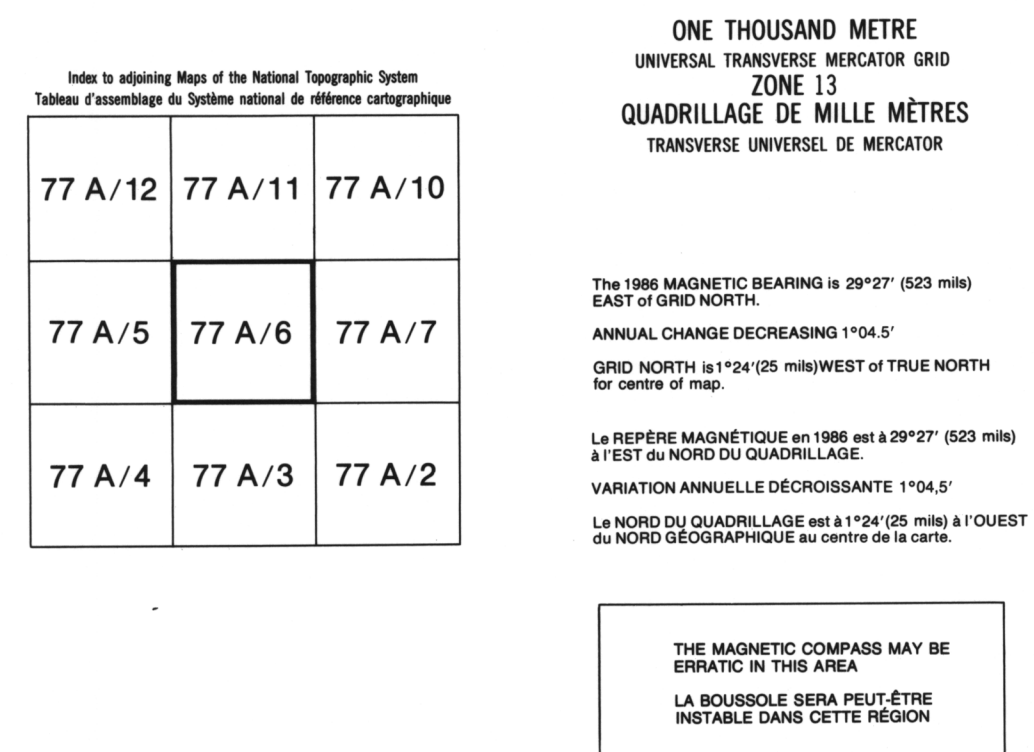 Index to adjoining Maps of the National Topographic System
Tableau d'assemblage du Système national de référence cartographique
77 A/12 77 A/11 77 A/10
77 A/5 77 A/6 77 A/7
77 A/4 77 A/3 77 A/2
ONE THOUSAND METRE
UNIVERSAL TRANSVERSE MERCATOR GRID
ZONE 13
QUADRILLAGE DE MILLE MÈTRES
TRANSVERSE UNIVERSEL DE MERCATOR
The 1986 MAGNETIC BEARING is 29°27′ (523 mils)
EAST of GRID NORTH.
ANNUAL CHANGE DECREASING 1°04.5′
GRID NORTH is1°24′(25 mils)WEST of TRUE NORTH
for centre of map.
Le REPÈRE MAGNÉTIQUE en 1986 est à 29°27′ (523 mils)
à l'EST du NORD DU QUADRILLAGE.
VARIATION ANNUELLE DÉCROISSANTE 1°04,5′
Le NORD DU QUADRILLAGE est à 1°24′(25 mils) à l'OUEST
du NORD GÉOGRAPHIQUE au centre de la carte.
THE MAGNETIC COMPASS MAY BE
ERRATIC IN THIS AREA
LA BOUSSOLE SERA PEUT-ÊTRE
INSTABLE DANS CETTE RÉGION